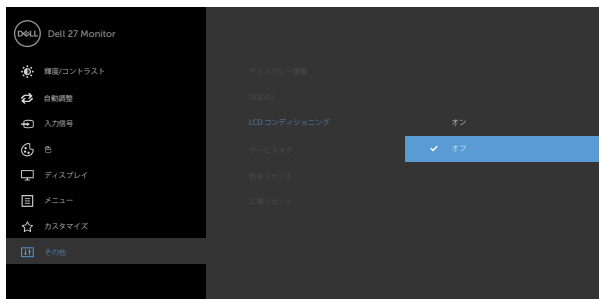 DELL Dell 27 Monitor
輝度/コントラスト
自動調整
入力信号
色
ディスプレイ
メニュー
カスタマイズ
その他
ディスプレー情報
DDC/CI
LCD コンディショニング
サービスタグ
他をリセット
工場リセット
オン
オフ